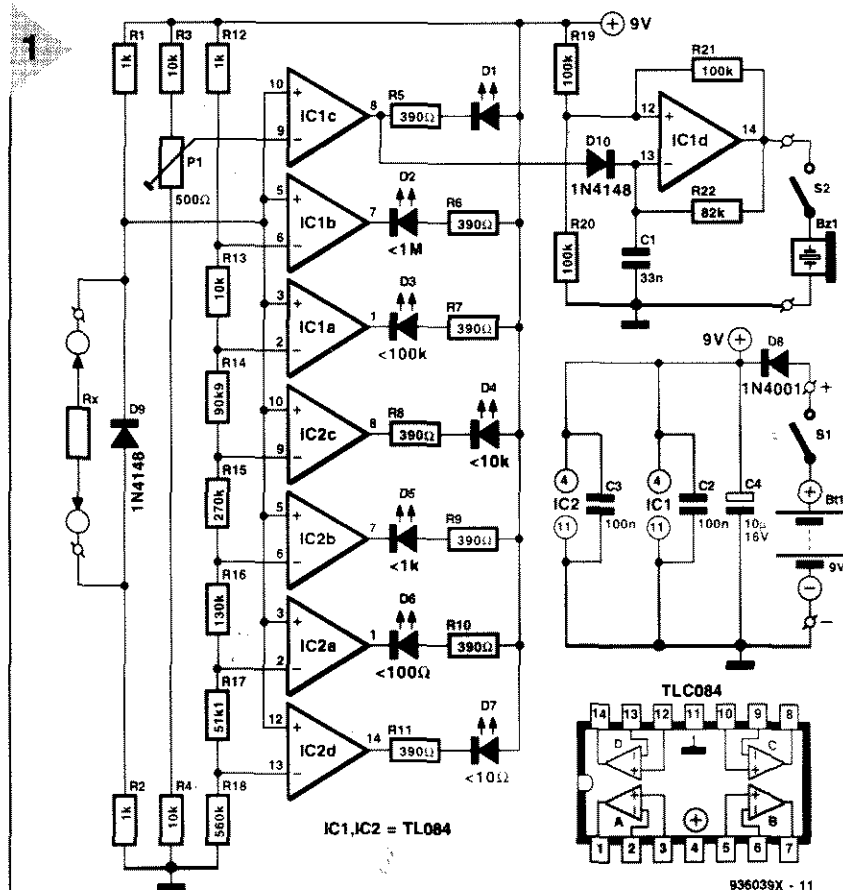 1
R1
1k
R3
10k
R12
1k
P1
500Ω
R13
10k
R14
90k9
R15
270k
R16
130k
R17
51k1
R18
560k
R2
1k
R4
10k
Rx
D9
1N4148
10
+
9
−
IC1c
8
R5
390Ω
D1
5
+
6
−
IC1b
7
D2
<1M
R6
390Ω
3
+
2
−
IC1a
1
D3
<100k
R7
390Ω
10
+
9
−
IC2c
8
R8
390Ω
D4
<10k
5
+
6
−
IC2b
7
D5
<1k
R9
390Ω
3
+
2
−
IC2a
1
D6
<100Ω
R10
390Ω
12
+
13
−
IC2d
14
R11
390Ω
D7
<10Ω
IC1,IC2 = TL084
+
9V
R19
100k
R21
100k
12
+
13
−
IC1d
14
D10
1N4148
R22
82k
R20
100k
C1
33n
S2
Bz1
9V
+
D8
1N4001
+
S1
4
IC2
11
C3
100n
4
IC1
11
C2
100n
C4
10µ
16V
+
Bt1
9V
−
−
TLC084
14 13 12 11 10 9 8
D
C
A
B
+
1 2 3 4 5 6 7
936039X - 11